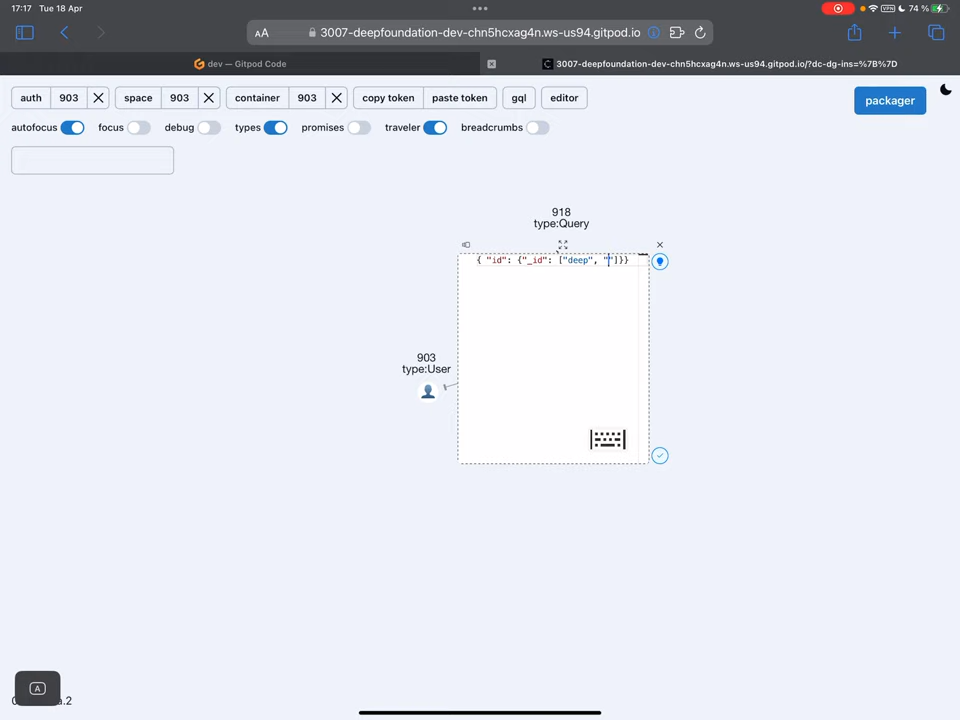 17:17 Tue 18 Apr
VPN 74 %
AA 3007-deepfoundation-dev-chn5hcxag4n.ws-us94.gitpod.io
dev — Gitpod Code
3007-deepfoundation-dev-chn5hcxag4n.ws-us94.gitpod.io/?dc-dg-ins=%7B%7D
auth 903 space 903 container 903 copy token paste token gql editor packager
autofocus focus debug types promises traveler breadcrumbs
918
type:Query
{ "id": {"_id": ["deep", ""]}}
903
type:User
A
a.2